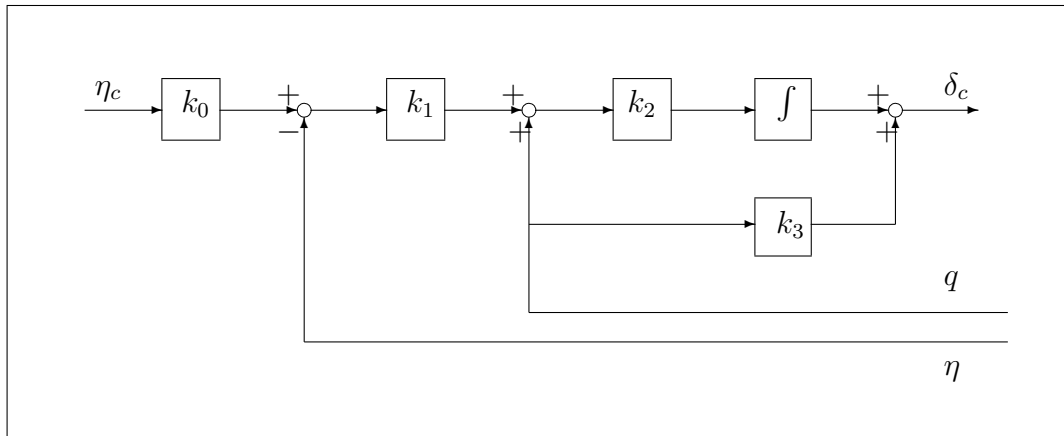 η_c
+
k_0
−
k_1
+
+
k_2
∫
+
+
δ_c
k_3
q
η